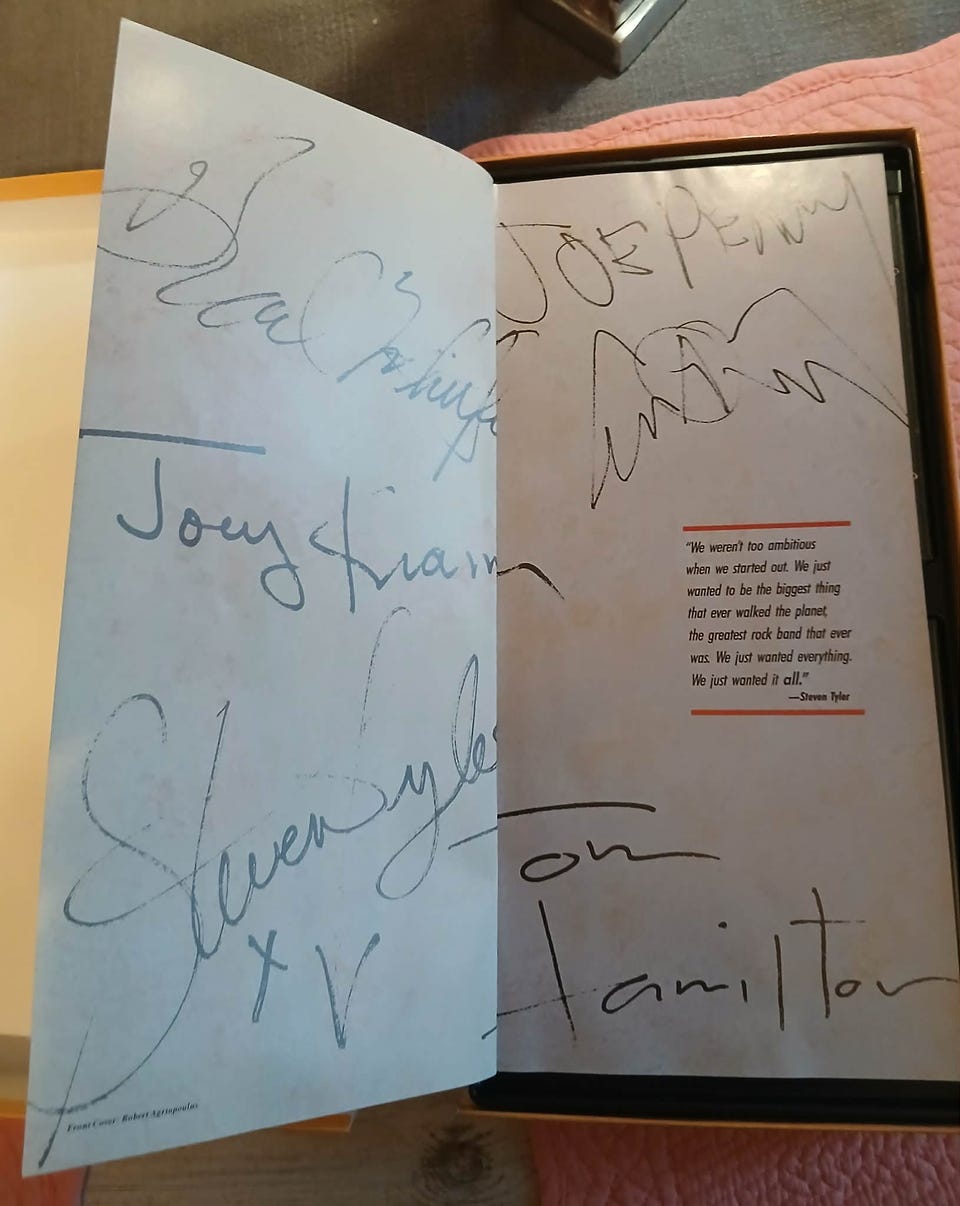 Brad Whitford
Joey Kramer
Steven Tyler
x V
Front Cover: Robert Agriopoulos
JOE PERRY
"We weren't too ambitious
when we started out. We just
wanted to be the biggest thing
that ever walked the planet,
the greatest rock band that ever
was. We just wanted everything.
We just wanted it all."
—Steven Tyler
Tom
Hamilton